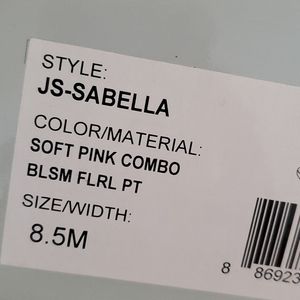 STYLE:
JS-SABELLA
COLOR/MATERIAL:
SOFT PINK COMBO
BLSM FLRL PT
SIZE/WIDTH:
8.5M
8 86923